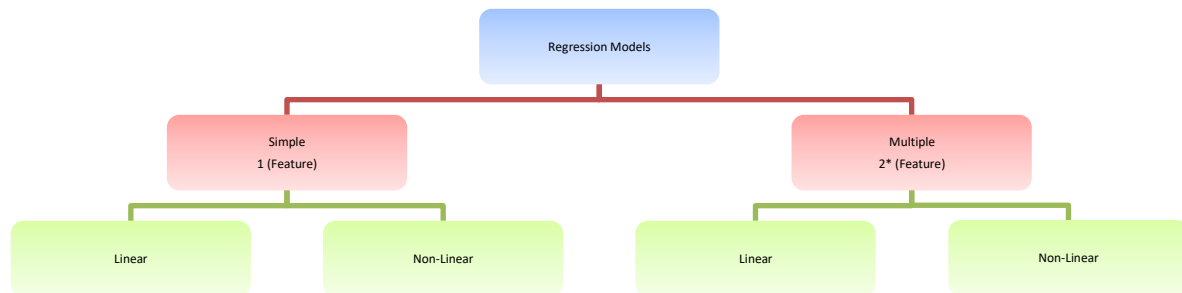 Regression Models
Simple
1 (Feature)
Multiple
2* (Feature)
Linear
Non-Linear
Linear
Non-Linear